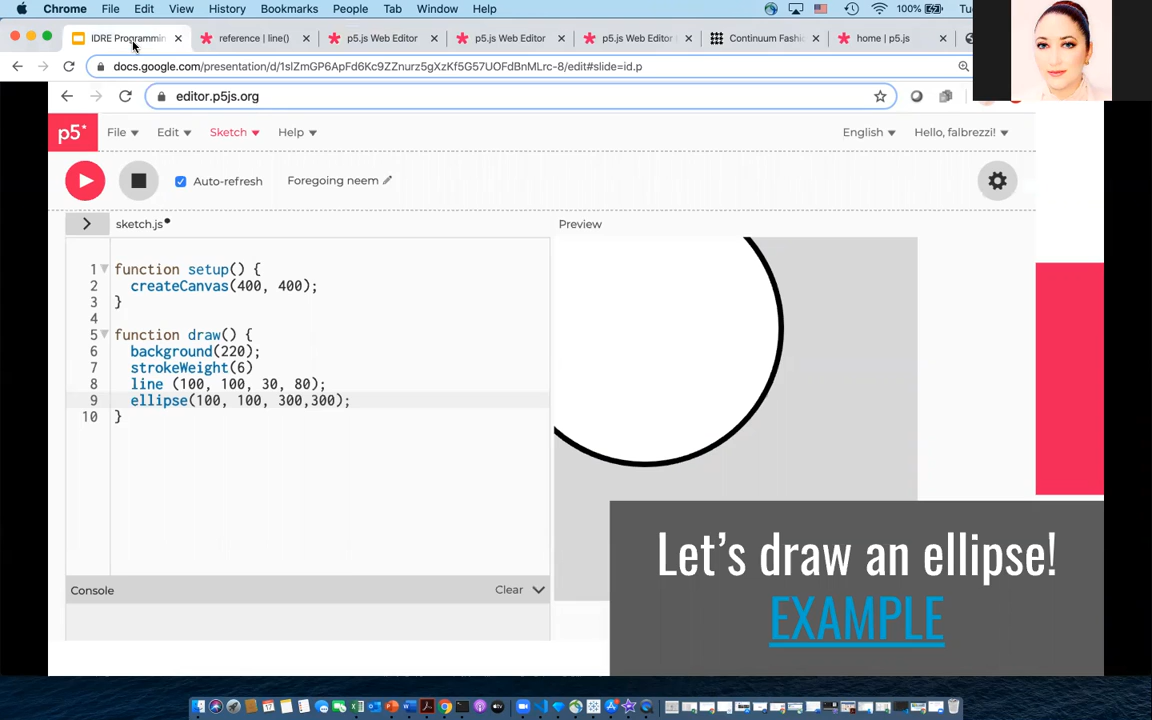 Chrome File Edit View History Bookmarks People Tab Window Help 100% Tue
IDRE Programmin reference | line() p5.js Web Editor p5.js Web Editor p5.js Web Editor Continuum Fashi home | p5.js
docs.google.com/presentation/d/1slZmGP6ApFd6Kc9ZZnurz5gXzKf5G57UOFdBnMLrc-8/edit#slide=id.p
editor.p5js.org
p5* File Edit Sketch Help English Hello, falbrezzi!
Auto-refresh Foregoing neem
sketch.js Preview
1 function setup() {
2 createCanvas(400, 400);
3 }
4
5 function draw() {
6 background(220);
7 strokeWeight(6)
8 line (100, 100, 30, 80);
9 ellipse(100, 100, 300,300);
10 }
Console Clear
Let's draw an ellipse!
EXAMPLE